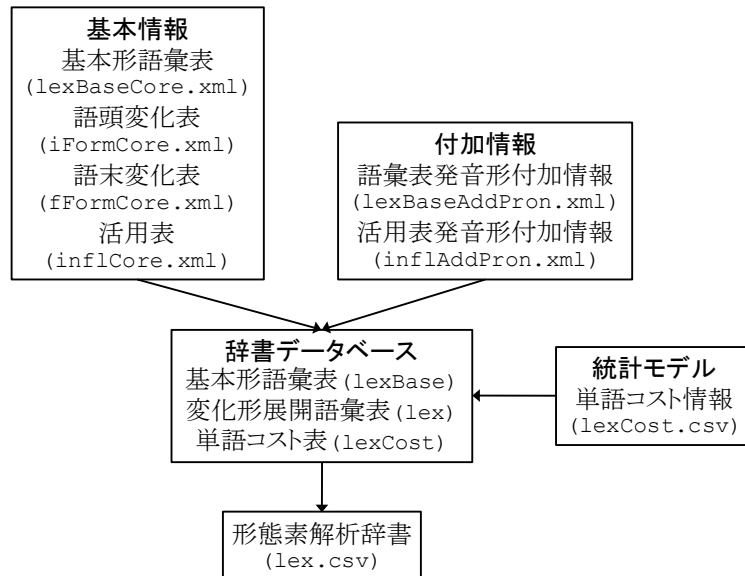 基本情報
基本形語彙表
(lexBaseCore.xml)
語頭変化表
(iFormCore.xml)
語末変化表
(fFormCore.xml)
活用表
(inflCore.xml)
付加情報
語彙表発音形付加情報
(lexBaseAddPron.xml)
活用表発音形付加情報
(inflAddPron.xml)
辞書データベース
基本形語彙表(lexBase)
変化形展開語彙表(lex)
単語コスト表(lexCost)
統計モデル
単語コスト情報
(lexCost.csv)
形態素解析辞書
(lex.csv)